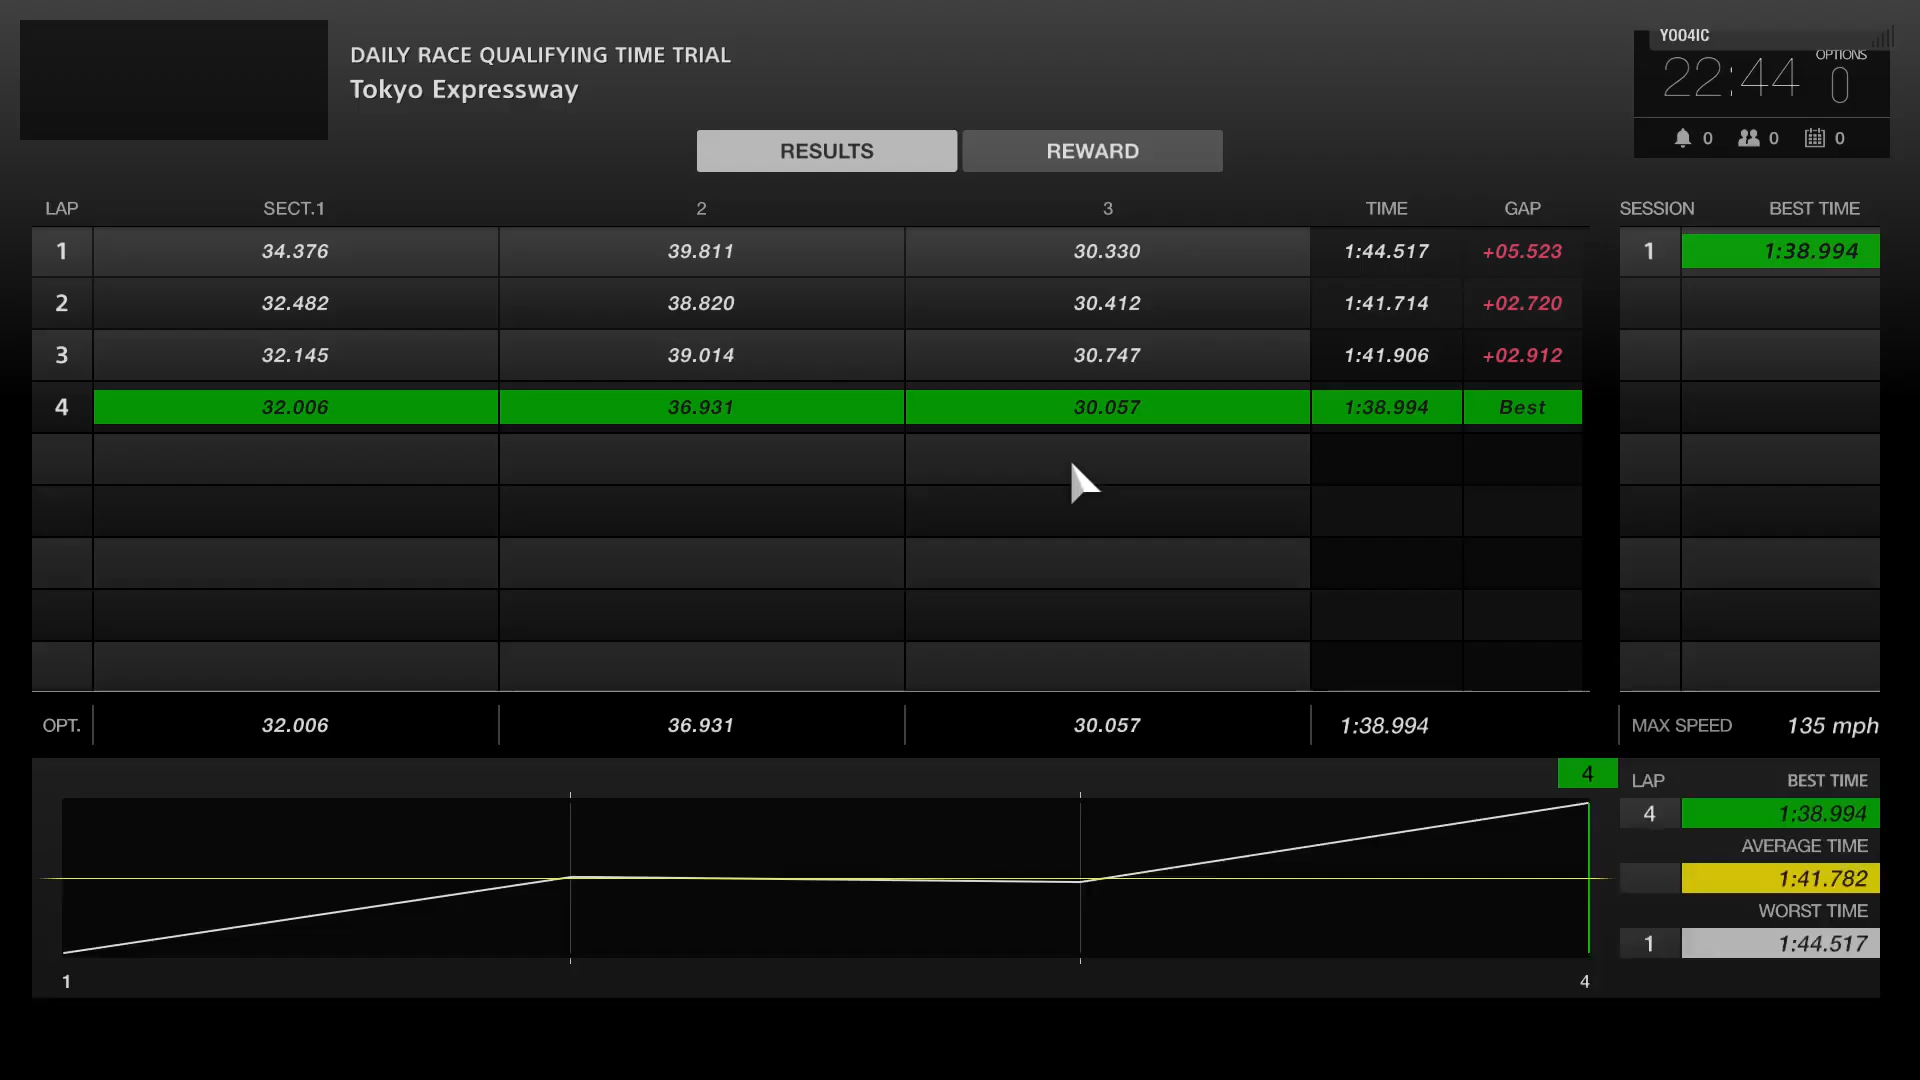 DAILY RACE QUALIFYING TIME TRIAL
Tokyo Expressway
YOO4IC
22:44
OPTIONS
0
0 0 0
RESULTS REWARD
LAP SECT.1 2 3 TIME GAP SESSION BEST TIME
1 34.376 39.811 30.330 1:44.517 +05.523 1 1:38.994
2 32.482 38.820 30.412 1:41.714 +02.720
3 32.145 39.014 30.747 1:41.906 +02.912
4 32.006 36.931 30.057 1:38.994 Best
OPT. 32.006 36.931 30.057 1:38.994 MAX SPEED 135 mph
4 LAP BEST TIME
4 1:38.994
AVERAGE TIME
1:41.782
WORST TIME
1 1:44.517
1 4